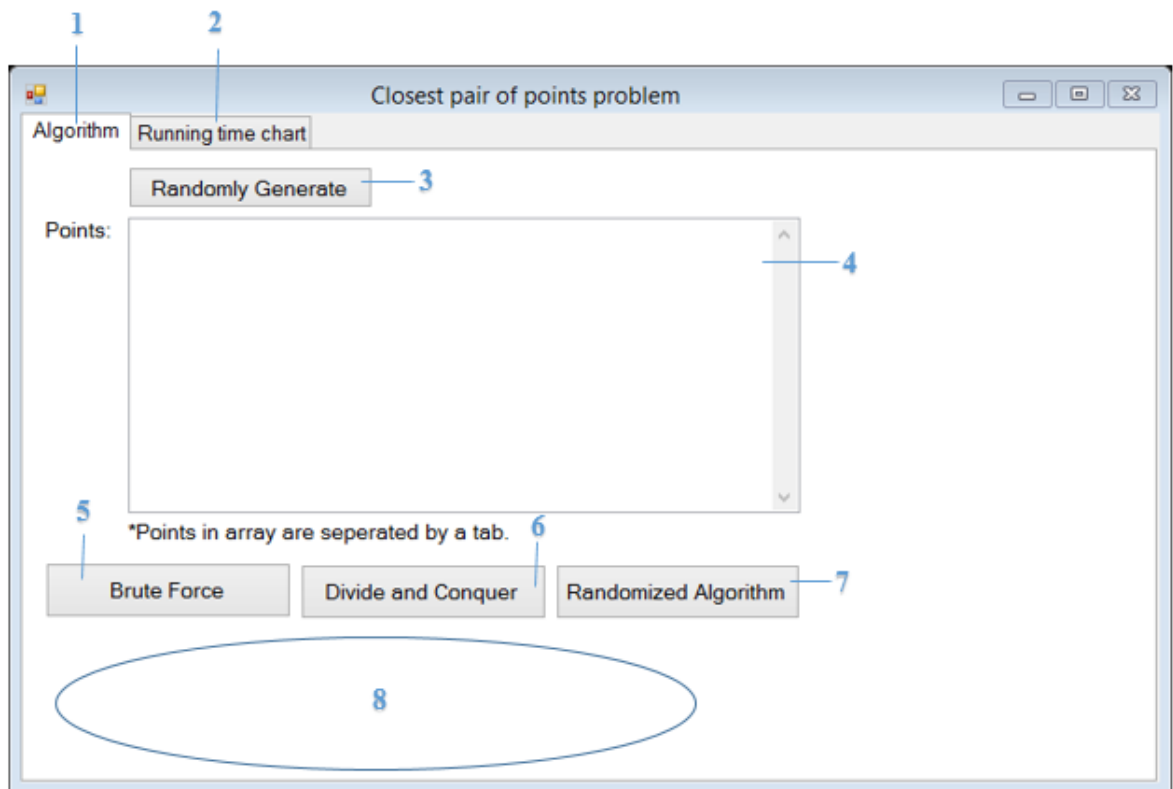 1 2
Closest pair of points problem
Algorithm Running time chart
Randomly Generate 3
Points:
4
5
*Points in array are seperated by a tab. 6
Brute Force Divide and Conquer Randomized Algorithm 7
8